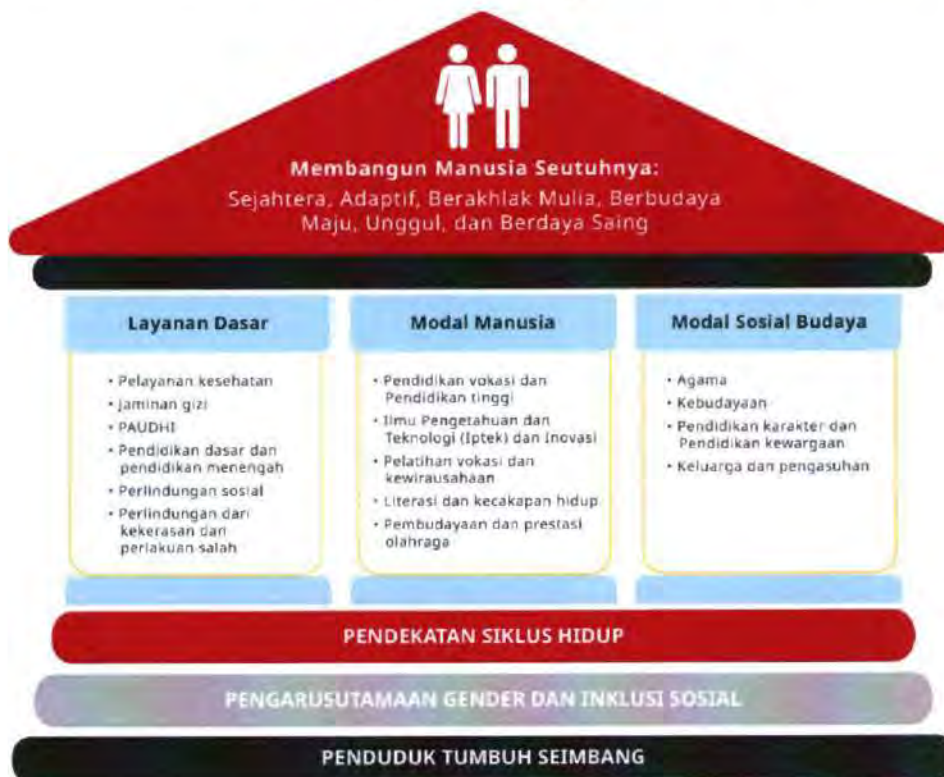 Membangun Manusia Seutuhnya:
Sejahtera, Adaptif, Berakhlak Mulia, Berbudaya
Maju, Unggul, dan Berdaya Saing
Layanan Dasar
• Pelayanan kesehatan
• Jaminan gizi
• PAUDHI
• Pendidikan dasar dan
pendidikan menengah
• Perlindungan sosial
• Perlindungan dari
kekerasan dan
perlakuan salah
Modal Manusia
• Pendidikan vokasi dan
Pendidikan tinggi
• Ilmu Pengetahuan dan
Teknologi (Iptek) dan Inovasi
• Pelatihan vokasi dan
kewirausahaan
• Literasi dan kecakapan hidup
• Pembudayaan dan prestasi
olahraga
Modal Sosial Budaya
• Agama
• Kebudayaan
• Pendidikan karakter dan
Pendidikan kewargaan
• Keluarga dan pengasuhan
PENDEKATAN SIKLUS HIDUP
PENGARUSUTAMAAN GENDER DAN INKLUSI SOSIAL
PENDUDUK TUMBUH SEIMBANG